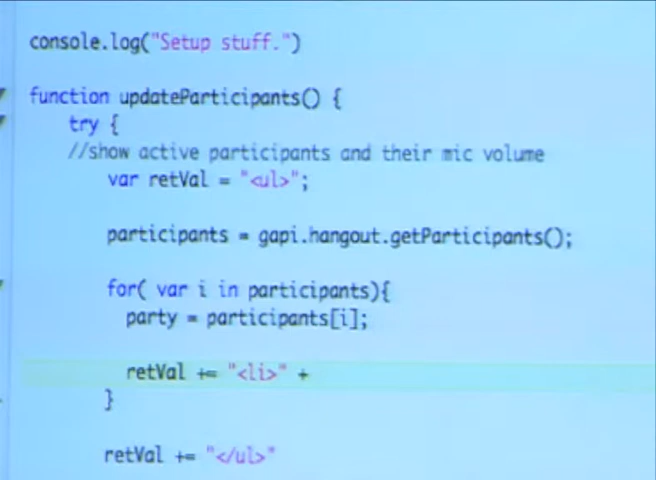 console.log("Setup stuff.")
function updateParticipants() {
try {
//show active participants and their mic volume
var retVal = "<ul>";
participants = gapi.hangout.getParticipants();
for( var i in participants){
party = participants[i];
retVal += "<li>" +
}
retVal += "</ul>"